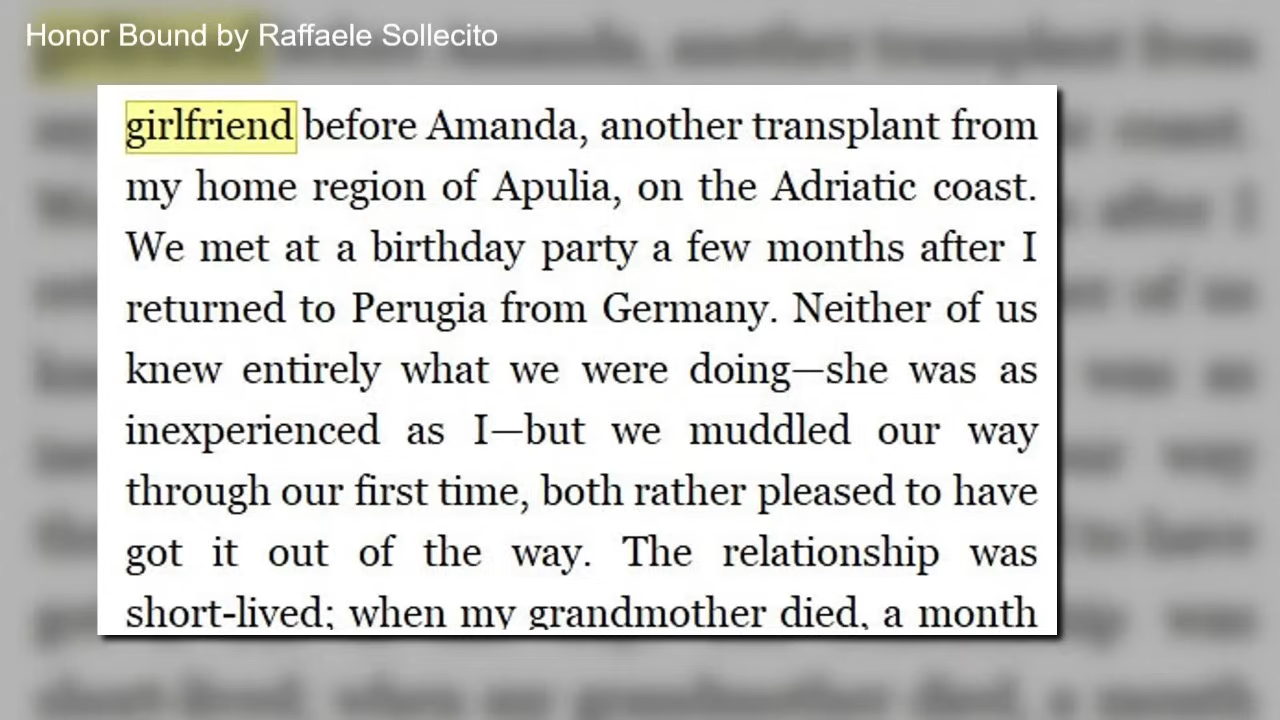 Honor Bound by Raffaele Sollecito
girlfriend before Amanda, another transplant from
my home region of Apulia, on the Adriatic coast.
We met at a birthday party a few months after I
returned to Perugia from Germany. Neither of us
knew entirely what we were doing—she was as
inexperienced as I—but we muddled our way
through our first time, both rather pleased to have
got it out of the way. The relationship was
short-lived; when my grandmother died, a month